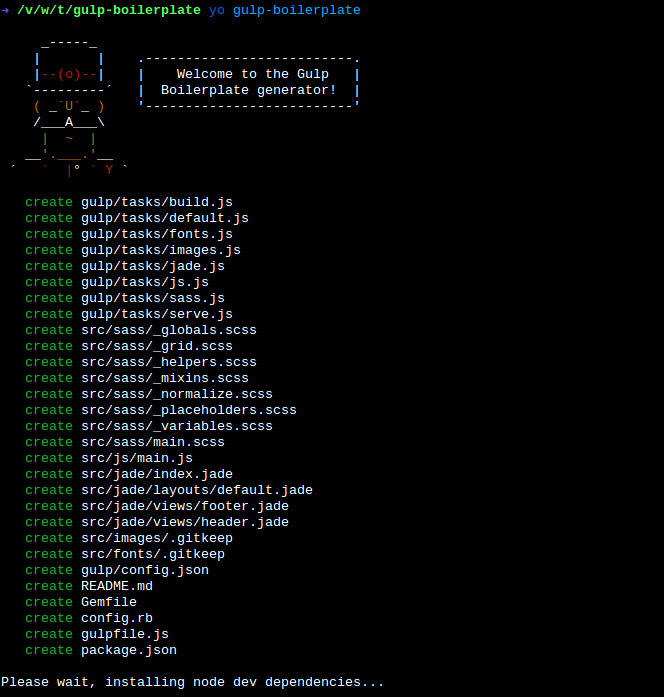 → /v/w/t/gulp-boilerplate yo gulp-boilerplate
     _-----_
    |       |    .--------------------------.
    |--(o)--|    |    Welcome to the Gulp   |
   `---------´   |  Boilerplate generator!  |
    ( _´U`_ )    '--------------------------'
    /___A___\
     |  ~  |
   __'.___.'__
 ´   `  |° ´ Y `
create gulp/tasks/build.js
create gulp/tasks/default.js
create gulp/tasks/fonts.js
create gulp/tasks/images.js
create gulp/tasks/jade.js
create gulp/tasks/js.js
create gulp/tasks/sass.js
create gulp/tasks/serve.js
create src/sass/_globals.scss
create src/sass/_grid.scss
create src/sass/_helpers.scss
create src/sass/_mixins.scss
create src/sass/_normalize.scss
create src/sass/_placeholders.scss
create src/sass/_variables.scss
create src/sass/main.scss
create src/js/main.js
create src/jade/index.jade
create src/jade/layouts/default.jade
create src/jade/views/footer.jade
create src/jade/views/header.jade
create src/images/.gitkeep
create src/fonts/.gitkeep
create gulp/config.json
create README.md
create Gemfile
create config.rb
create gulpfile.js
create package.json
Please wait, installing node dev dependencies...